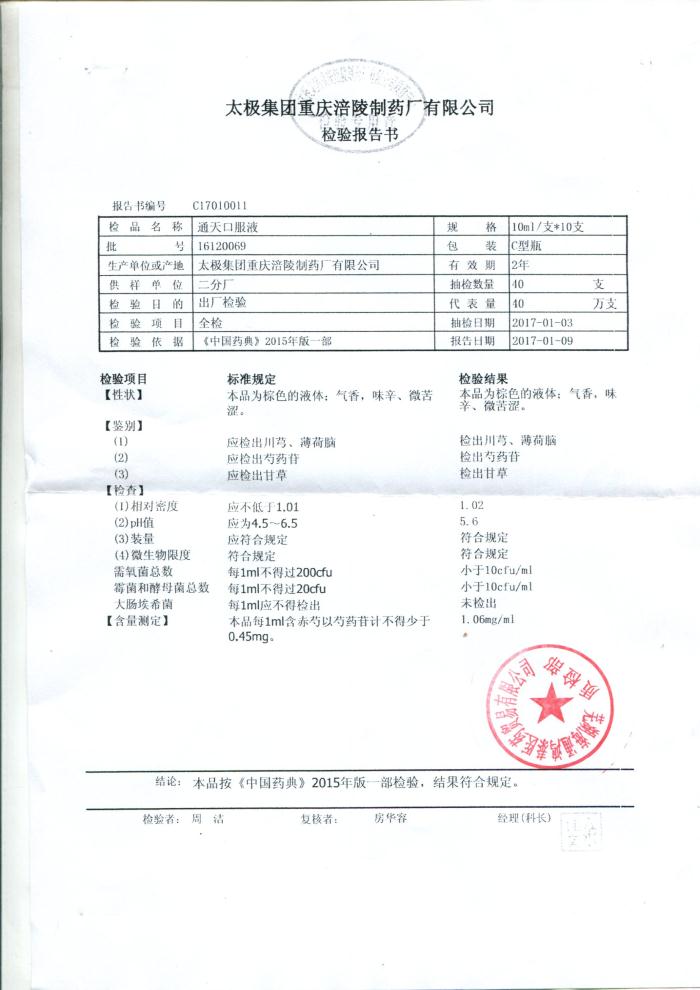 太极集团重庆涪陵制药厂有限公司
检验报告书
报告书编号 C17010011
检品名称 通天口服液 规格 10ml/支*10支
批号 16120069 包装 C型瓶
生产单位或产地 太极集团重庆涪陵制药厂有限公司 有效期 2年
供样单位 二分厂 抽检数量 40 支
检验目的 出厂检验 代表量 40 万支
检验项目 全检 抽检日期 2017-01-03
检验依据 《中国药典》2015年版一部 报告日期 2017-01-09
检验项目 标准规定 检验结果
【性状】 本品为棕色的液体；气香，味辛、微苦 本品为棕色的液体；气香，味
涩。 辛、微苦涩。
【鉴别】
(1) 应检出川芎、薄荷脑 检出川芎、薄荷脑
(2) 应检出芍药苷 检出芍药苷
(3) 应检出甘草 检出甘草
【检查】
(1)相对密度 应不低于1.01 1.02
(2)pH值 应为4.5～6.5 5.6
(3)装量 应符合规定 符合规定
(4)微生物限度 符合规定 符合规定
需氧菌总数 每1ml不得过200cfu 小于10cfu/ml
霉菌和酵母菌总数 每1ml不得过20cfu 小于10cfu/ml
大肠埃希菌 每1ml应不得检出 未检出
【含量测定】 本品每1ml含赤芍以芍药苷计不得少于 1.06mg/ml
0.45mg。
芜湖海通鸿泰医药贸易有限公司
质检部
结论： 本品按《中国药典》2015年版一部检验，结果符合规定。
检验者： 周洁 复核者： 房华容 经理(科长)